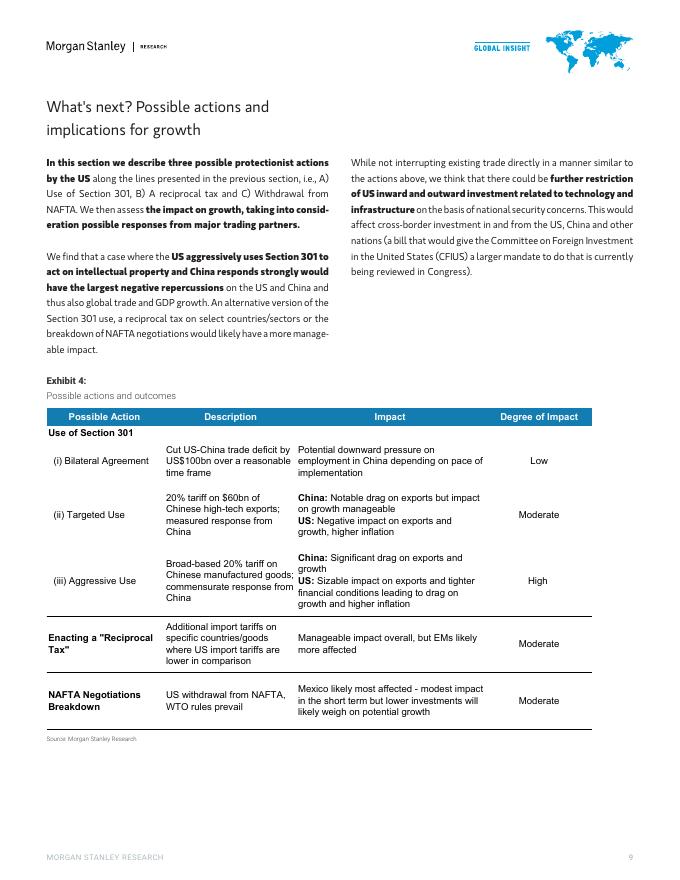 Morgan Stanley | RESEARCH
GLOBAL INSIGHT
What's next? Possible actions and
implications for growth
In this section we describe three possible protectionist actions
by the US along the lines presented in the previous section, i.e., A)
Use of Section 301, B) A reciprocal tax and C) Withdrawal from
NAFTA. We then assess the impact on growth, taking into consid-
eration possible responses from major trading partners.
We find that a case where the US aggressively uses Section 301 to
act on intellectual property and China responds strongly would
have the largest negative repercussions on the US and China and
thus also global trade and GDP growth. An alternative version of the
Section 301 use, a reciprocal tax on select countries/sectors or the
breakdown of NAFTA negotiations would likely have a more manage-
able impact.
While not interrupting existing trade directly in a manner similar to
the actions above, we think that there could be further restriction
of US inward and outward investment related to technology and
infrastructure on the basis of national security concerns. This would
affect cross-border investment in and from the US, China and other
nations (a bill that would give the Committee on Foreign Investment
in the United States (CFIUS) a larger mandate to do that is currently
being reviewed in Congress).
Exhibit 4:
Possible actions and outcomes
Possible Action Description Impact Degree of Impact
Use of Section 301
(i) Bilateral Agreement
Cut US-China trade deficit by
US$100bn over a reasonable
time frame
Potential downward pressure on
employment in China depending on pace of
implementation
Low
(ii) Targeted Use
20% tariff on $60bn of
Chinese high-tech exports;
measured response from
China
China: Notable drag on exports but impact
on growth manageable
US: Negative impact on exports and
growth, higher inflation
Moderate
(iii) Aggressive Use
Broad-based 20% tariff on
Chinese manufactured goods;
commensurate response from
China
China: Significant drag on exports and
growth
US: Sizable impact on exports and tighter
financial conditions leading to drag on
growth and higher inflation
High
Enacting a "Reciprocal
Tax"
Additional import tariffs on
specific countries/goods
where US import tariffs are
lower in comparison
Manageable impact overall, but EMs likely
more affected
Moderate
NAFTA Negotiations
Breakdown
US withdrawal from NAFTA,
WTO rules prevail
Mexico likely most affected - modest impact
in the short term but lower investments will
likely weigh on potential growth
Moderate
Source: Morgan Stanley Research
MORGAN STANLEY RESEARCH
9